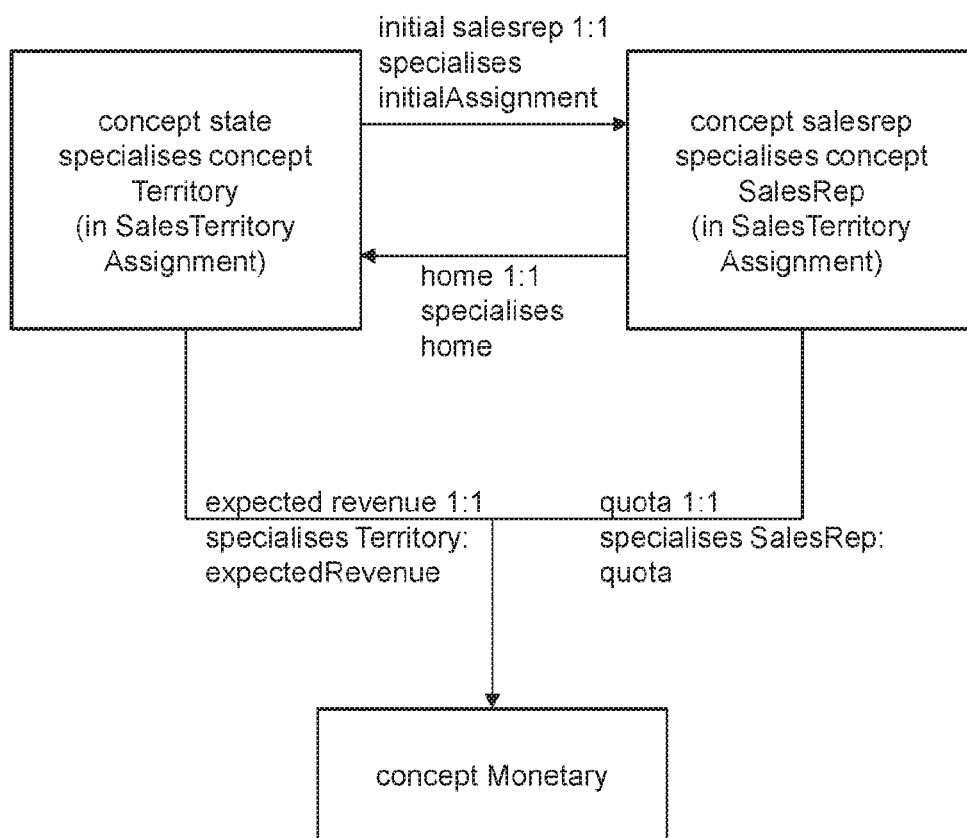 initial salesrep 1:1
specialises
initialAssignment
concept state
specialises concept
Territory
(in SalesTerritory
Assignment)
concept salesrep
specialises concept
SalesRep
(in SalesTerritory
Assignment)
home 1:1
specialises
home
expected revenue 1:1
specialises Territory:
expectedRevenue
quota 1:1
specialises SalesRep:
quota
concept Monetary